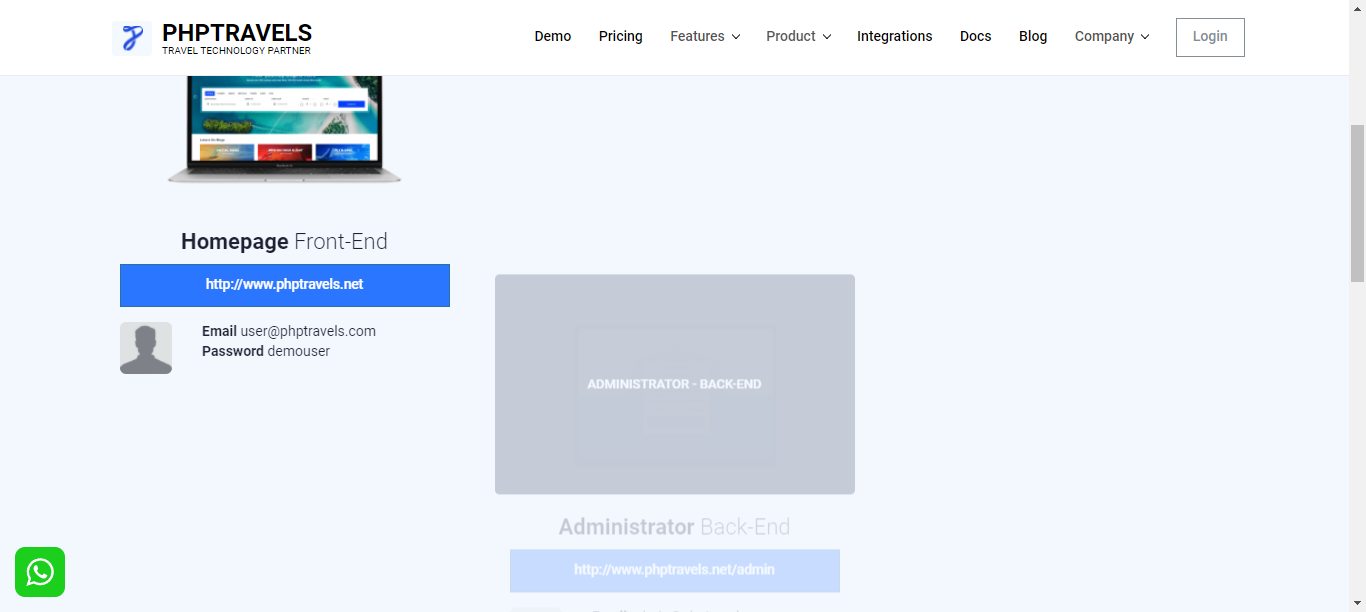 PHPTRAVELS
TRAVEL TECHNOLOGY PARTNER
Demo Pricing Features Product Integrations Docs Blog Company Login
Homepage Front-End
http://www.phptravels.net
Email user@phptravels.com
Password demouser
ADMINISTRATOR - BACK-END
Administrator Back-End
http://www.phptravels.net/admin